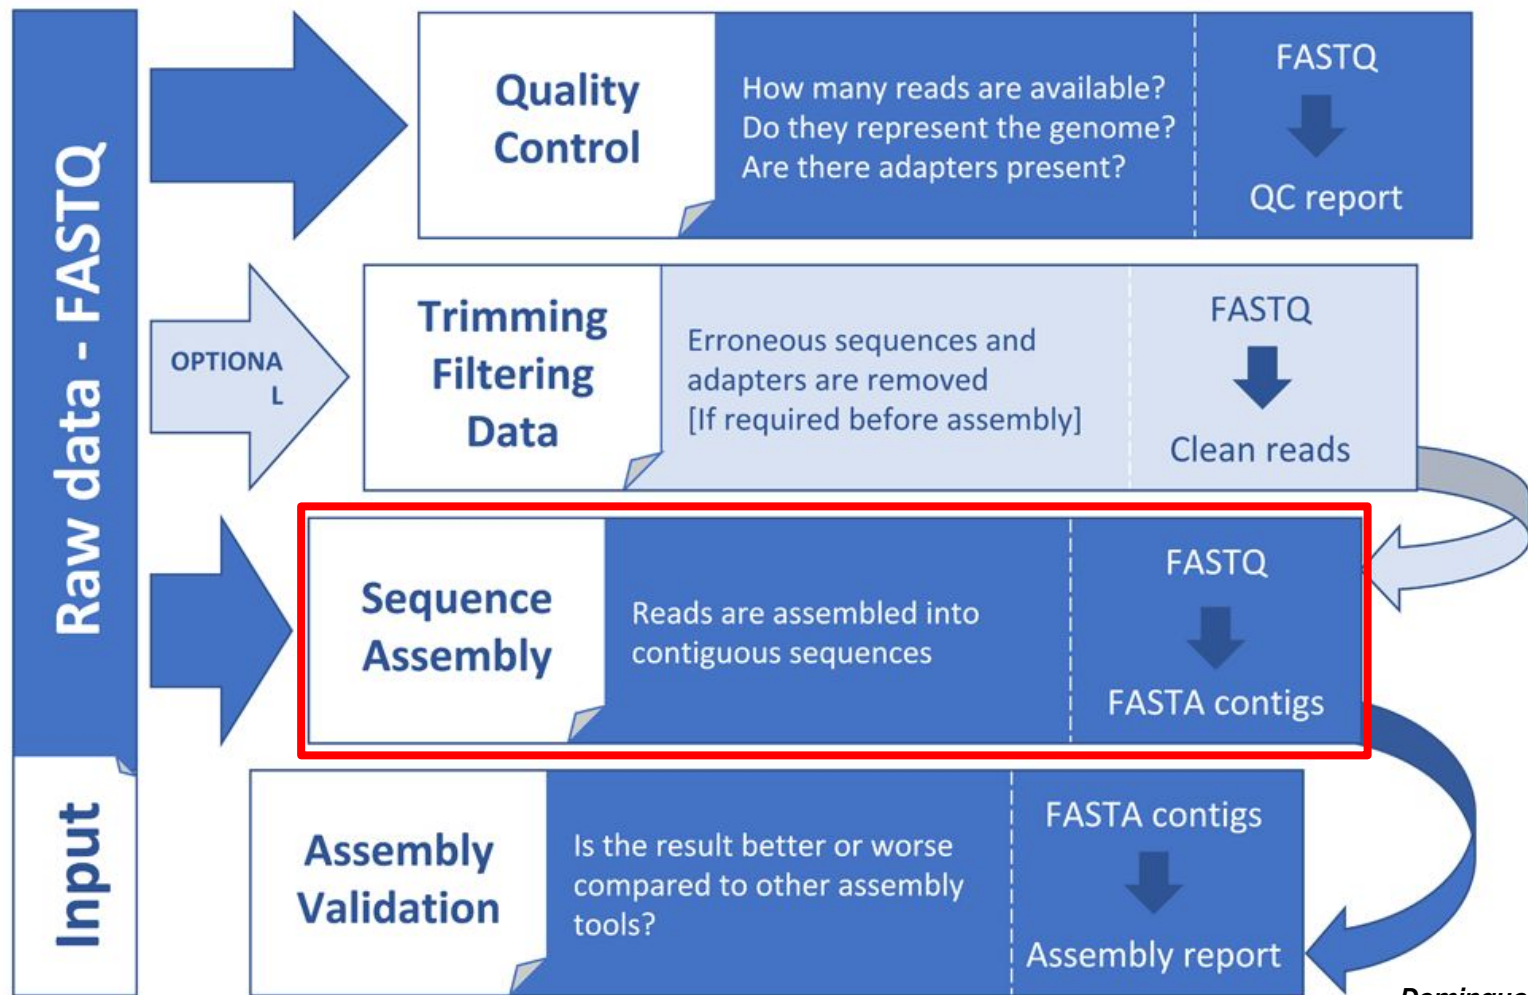 Raw data - FASTQ
Input
Quality
Control
How many reads are available?
Do they represent the genome?
Are there adapters present?
FASTQ
QC report
OPTIONA
L
Trimming
Filtering
Data
Erroneous sequences and
adapters are removed
[If required before assembly]
FASTQ
Clean reads
Sequence
Assembly
Reads are assembled into
contiguous sequences
FASTQ
FASTA contigs
Assembly
Validation
Is the result better or worse
compared to other assembly
tools?
FASTA contigs
Assembly report